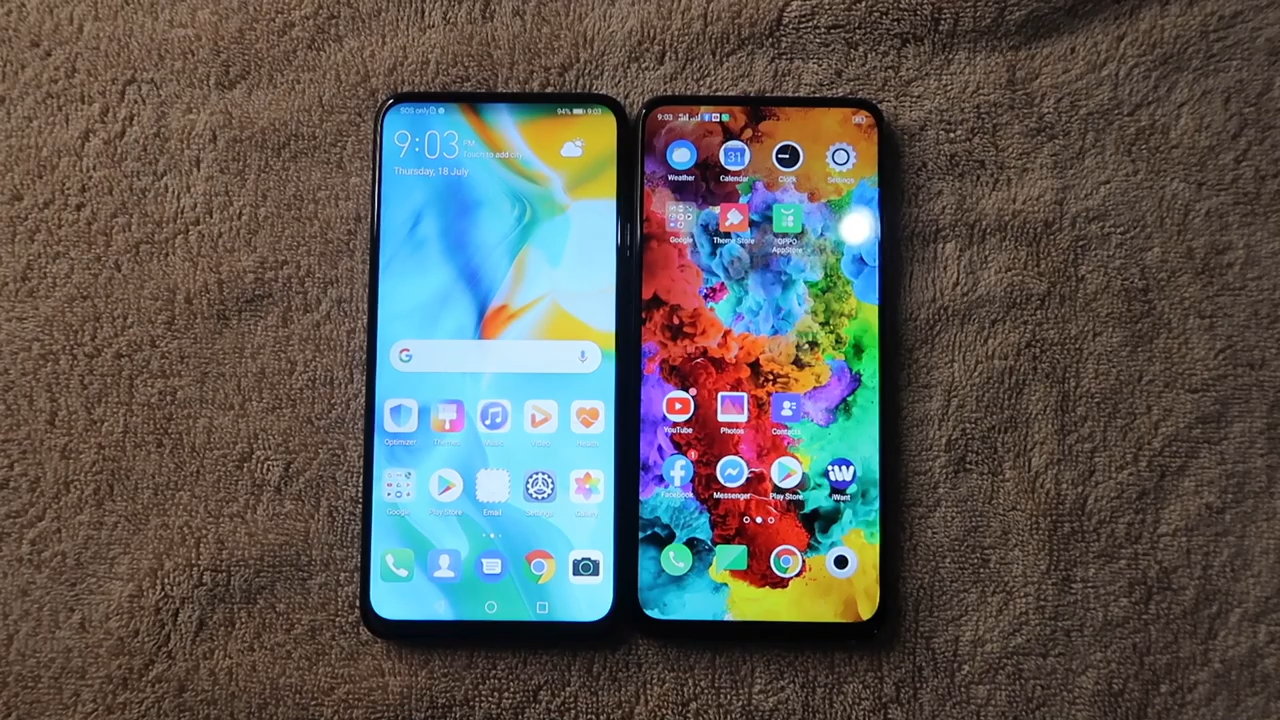 SOS only
94% 9:03
9:03 PM
Touch to add city
Thursday, 18 July
Optimizer
Themes
Music
Video
Health
Google
Play Store
Email
Settings
Gallery
9:03
Weather
31
Calendar
Clock
Settings
Google
Theme Store
OPPO
AppStore
YouTube
Photos
Contacts
1
Facebook
Messenger
Play Store
iW
iWant